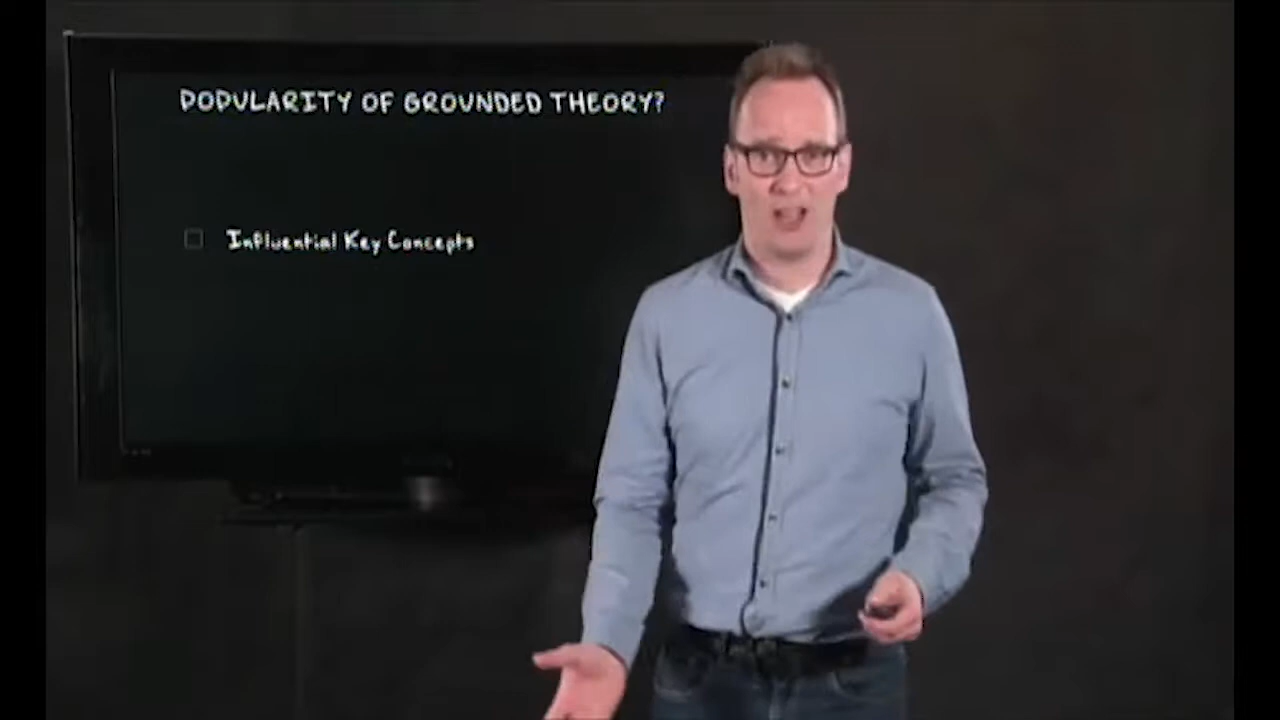 POPULARITY OF GROUNDED THEORY?
Influential Key Concepts